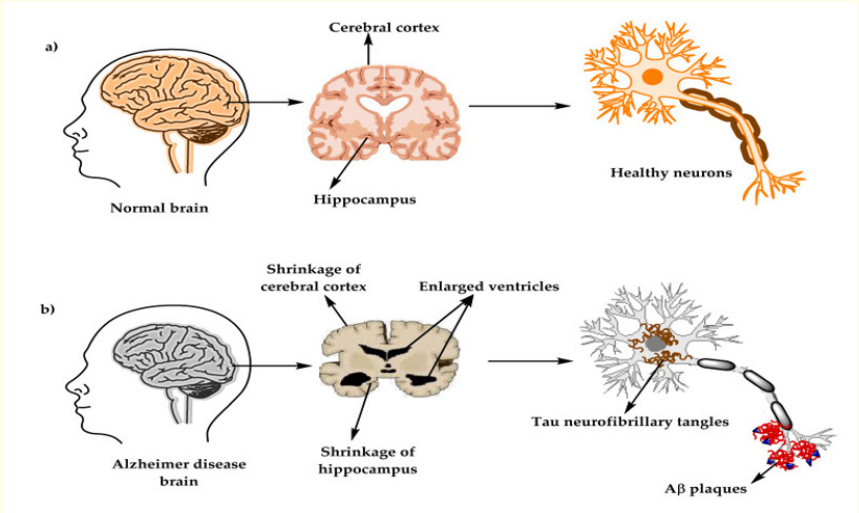 a)
Cerebral cortex
Normal brain
Hippocampus
Healthy neurons
b)
Shrinkage of
cerebral cortex
Enlarged ventricles
Alzheimer disease
brain
Shrinkage of
hippocampus
Tau neurofibrillary tangles
Aβ plaques